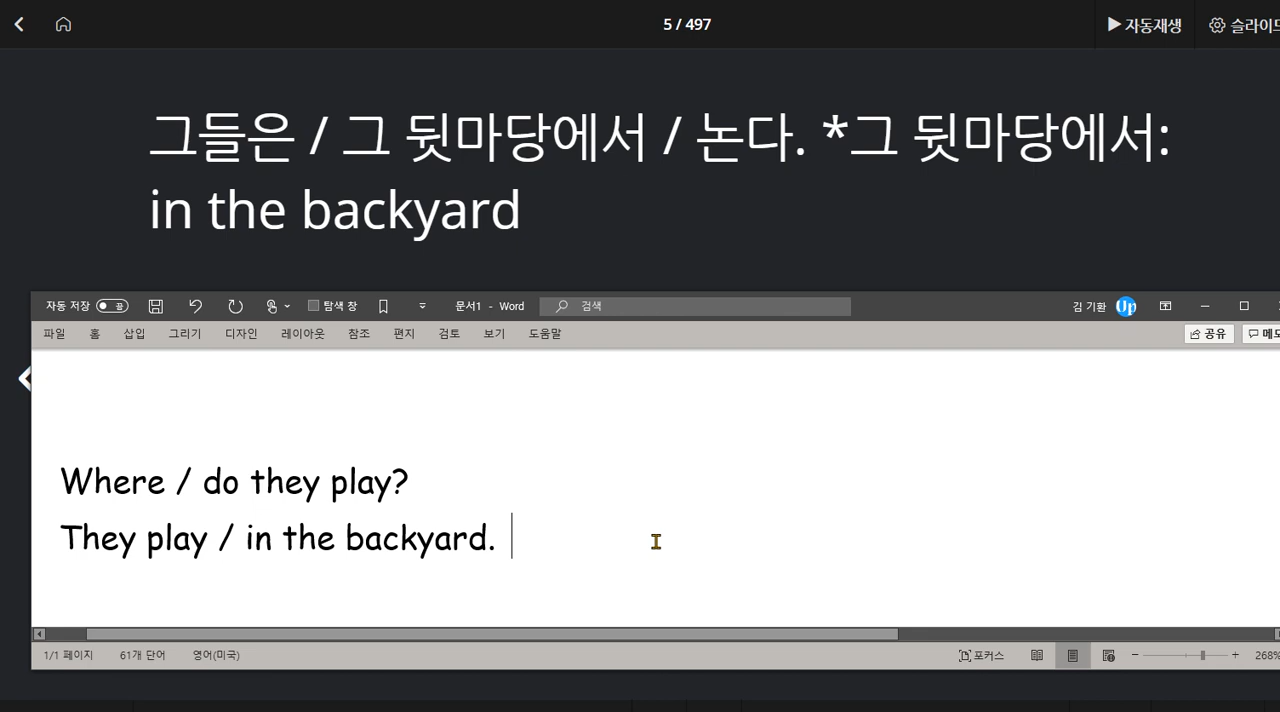 5 / 497
▶ 자동재생
슬라이드
그들은 / 그 뒷마당에서 / 논다. *그 뒷마당에서:
in the backyard
자동 저장 끔 탐색 창 문서1 - Word 검색 김 기환 Up
파일 홈 삽입 그리기 디자인 레이아웃 참조 편지 검토 보기 도움말 공유
Where / do they play?
They play / in the backyard.
1/1 페이지 61개 단어 영어(미국) 포커스 268%